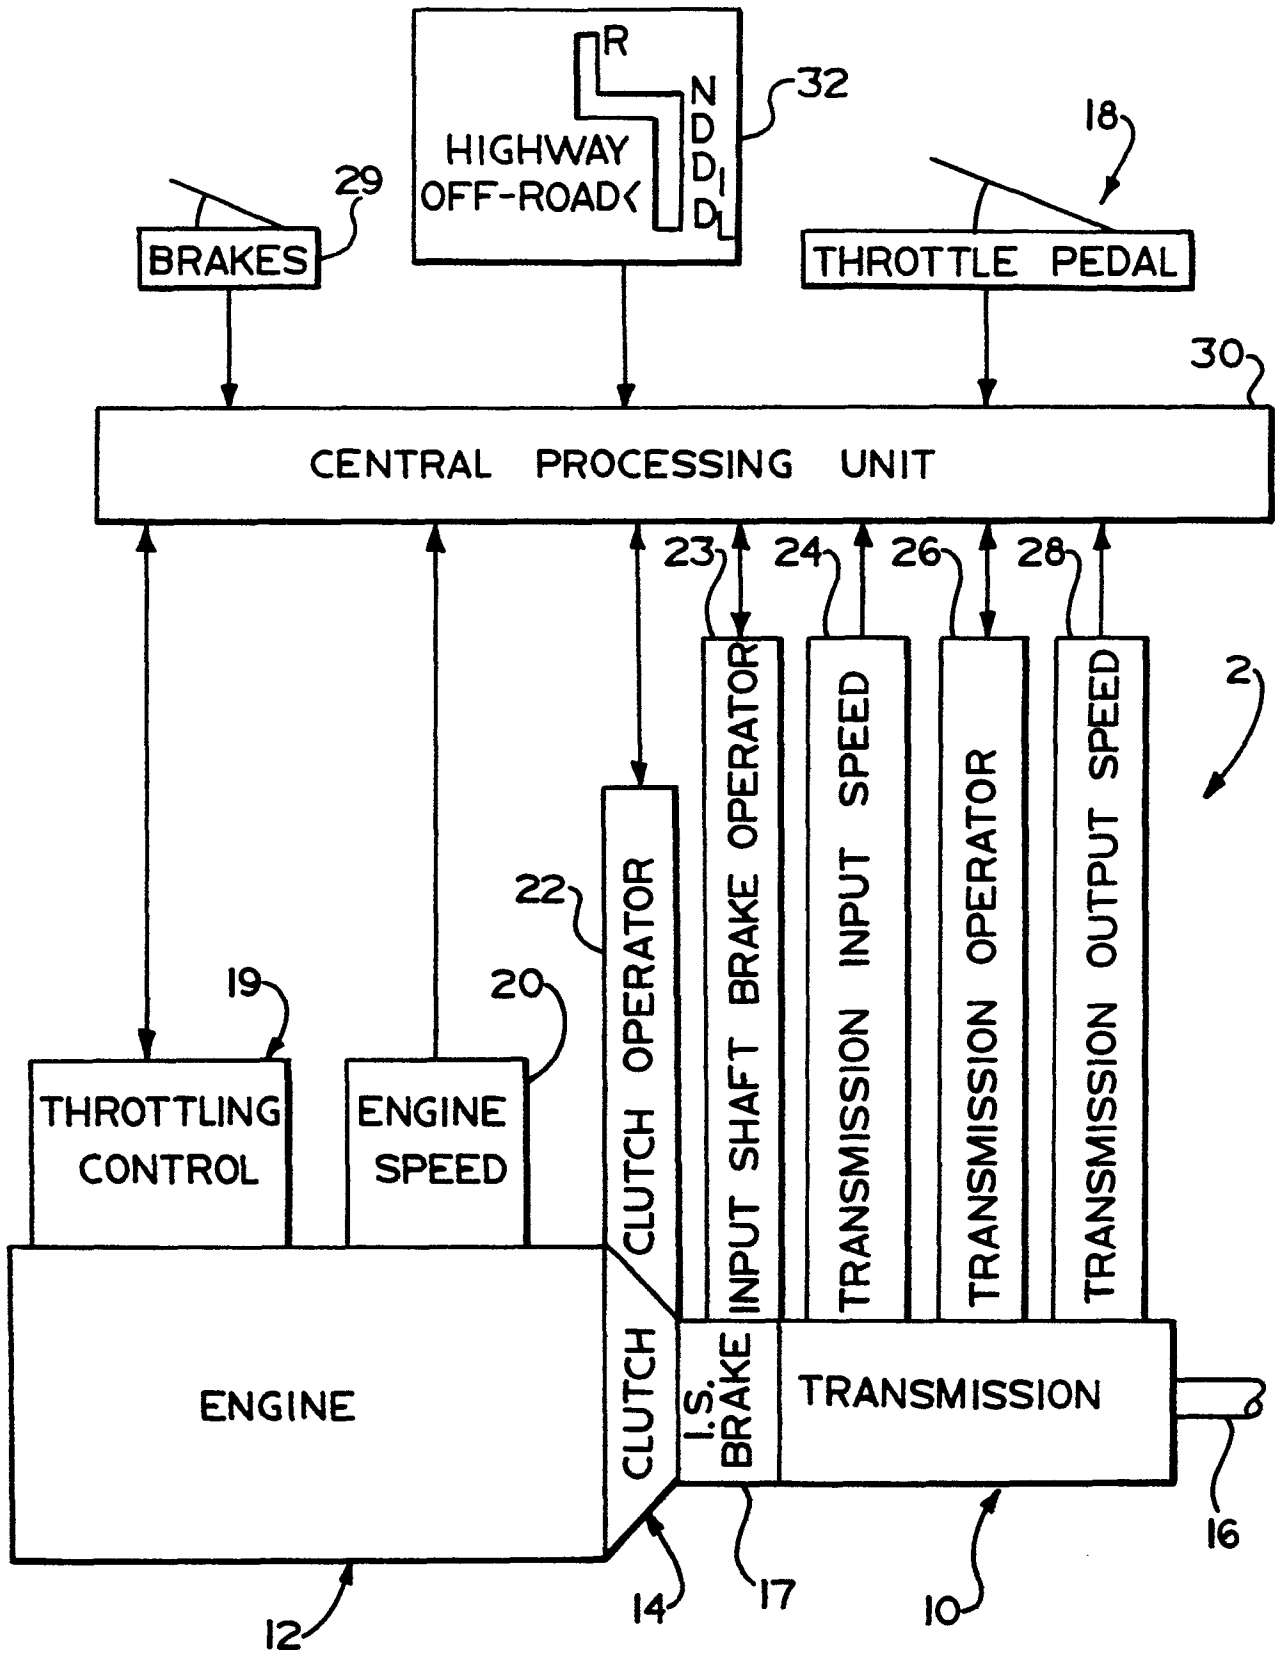 R
N
D
D1
DL
HIGHWAY
OFF-ROAD<
32
18
29
BRAKES
THROTTLE PEDAL
30
CENTRAL PROCESSING UNIT
23
24
26
28
2
22
19
20
THROTTLING
CONTROL
ENGINE
SPEED
CLUTCH OPERATOR
INPUT SHAFT BRAKE OPERATOR
TRANSMISSION INPUT SPEED
TRANSMISSION OPERATOR
TRANSMISSION OUTPUT SPEED
ENGINE
CLUTCH
I.S.
BRAKE
TRANSMISSION
16
12
14
17
10